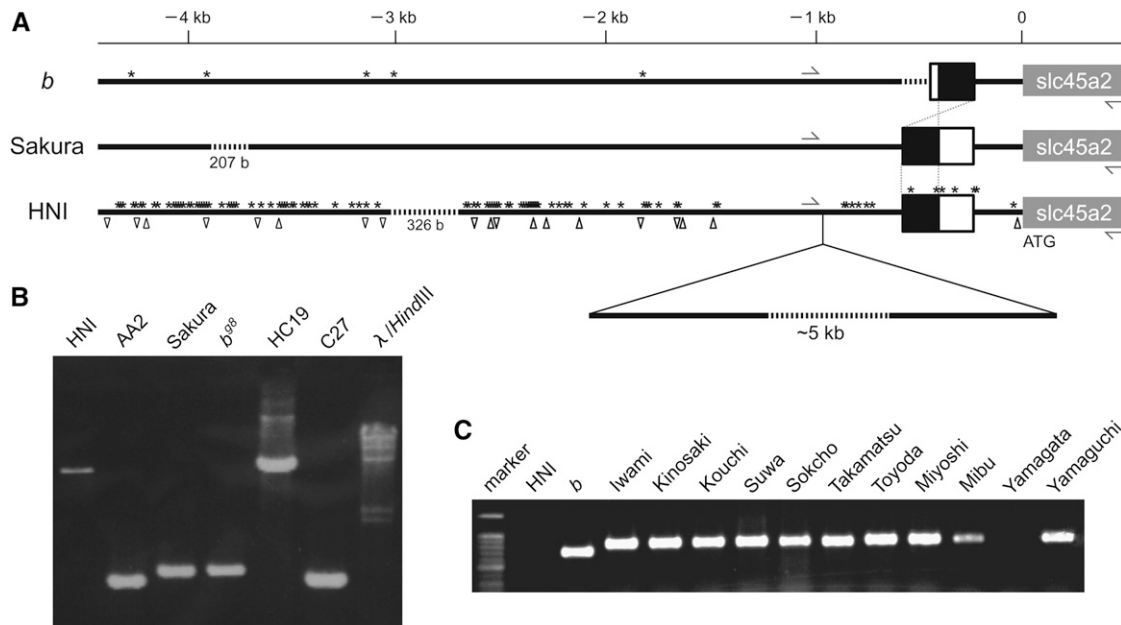 A
−4 kb −3 kb −2 kb −1 kb 0
b * * * * * slc45a2
Sakura 207 b slc45a2
HNI 326 b slc45a2
ATG
~5 kb
B
HNI AA2 Sakura b^g8 HC19 C27 λ/HindIII
C
marker HNI b Iwami Kinosaki Kouchi Suwa Sokcho Takamatsu Toyoda Miyoshi Mibu Yamagata Yamaguchi